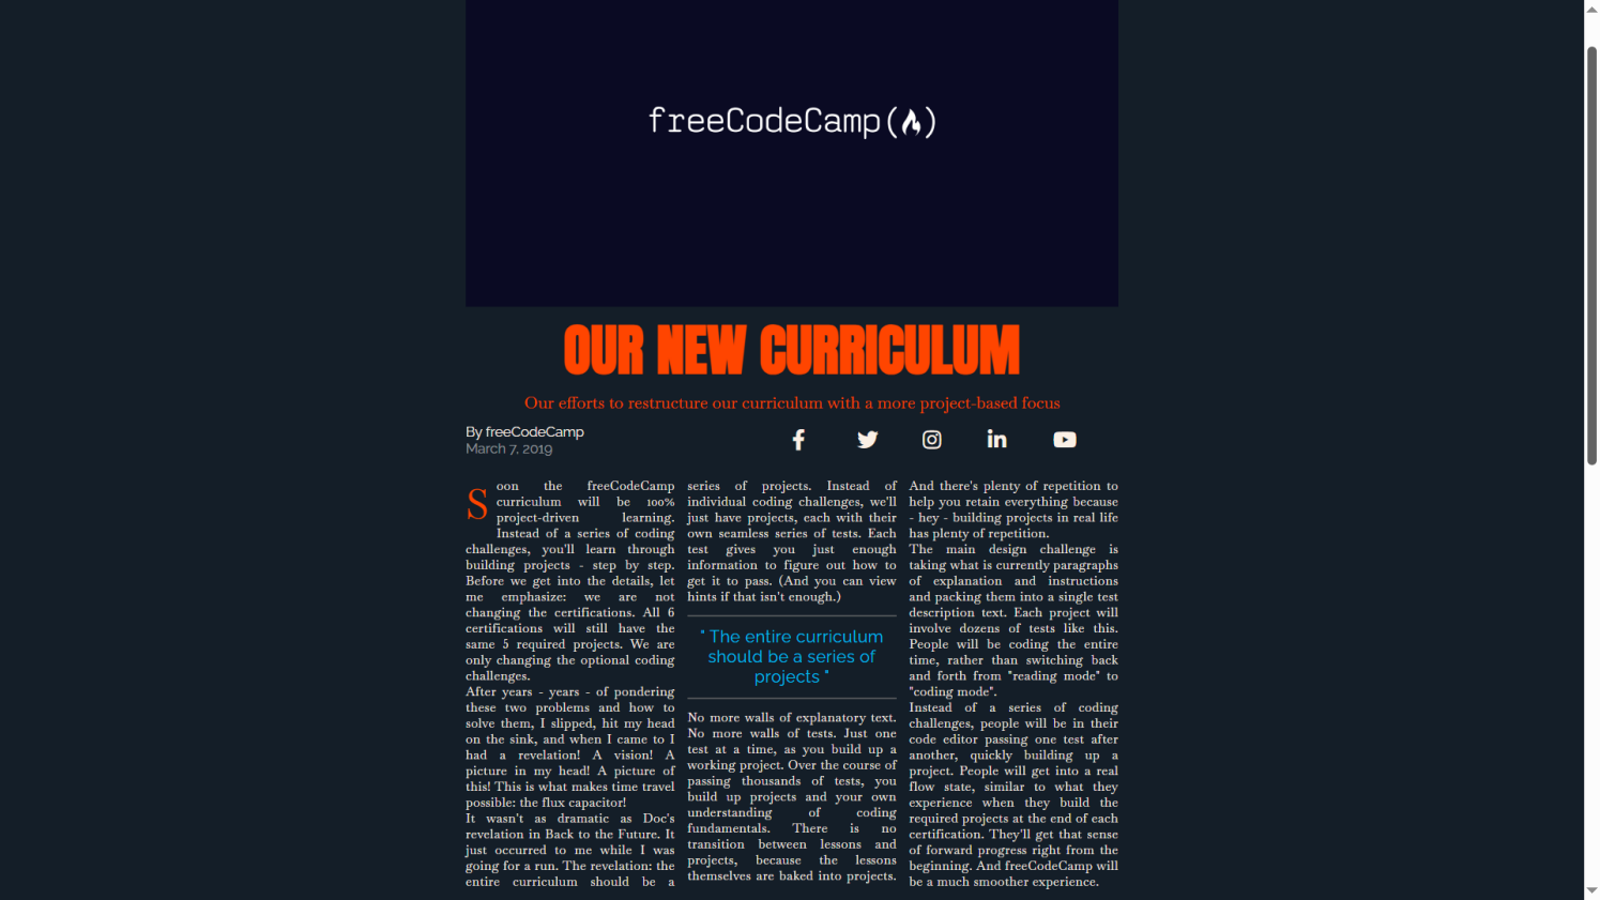 freeCodeCamp(🔥)
OUR NEW CURRICULUM
Our efforts to restructure our curriculum with a more project-based focus
By freeCodeCamp
March 7, 2019
Soon the freeCodeCamp
curriculum will be 100%
project-driven learning.
Instead of a series of coding
challenges, you'll learn through
building projects - step by step.
Before we get into the details, let
me emphasize: we are not
changing the certifications. All 6
certifications will still have the
same 5 required projects. We are
only changing the optional coding
challenges.
After years - years - of pondering
these two problems and how to
solve them, I slipped, hit my head
on the sink, and when I came to I
had a revelation! A vision! A
picture in my head! A picture of
this! This is what makes time travel
possible: the flux capacitor!
It wasn't as dramatic as Doc's
revelation in Back to the Future. It
just occurred to me while I was
going for a run. The revelation: the
entire curriculum should be a
series of projects. Instead of
individual coding challenges, we'll
just have projects, each with their
own seamless series of tests. Each
test gives you just enough
information to figure out how to
get it to pass. (And you can view
hints if that isn't enough.)
" The entire curriculum
should be a series of
projects "
No more walls of explanatory text.
No more walls of tests. Just one
test at a time, as you build up a
working project. Over the course of
passing thousands of tests, you
build up projects and your own
understanding of coding
fundamentals. There is no
transition between lessons and
projects, because the lessons
themselves are baked into projects.
And there's plenty of repetition to
help you retain everything because
- hey - building projects in real life
has plenty of repetition.
The main design challenge is
taking what is currently paragraphs
of explanation and instructions
and packing them into a single test
description text. Each project will
involve dozens of tests like this.
People will be coding the entire
time, rather than switching back
and forth from "reading mode" to
"coding mode".
Instead of a series of coding
challenges, people will be in their
code editor passing one test after
another, quickly building up a
project. People will get into a real
flow state, similar to what they
experience when they build the
required projects at the end of each
certification. They'll get that sense
of forward progress right from the
beginning. And freeCodeCamp will
be a much smoother experience.